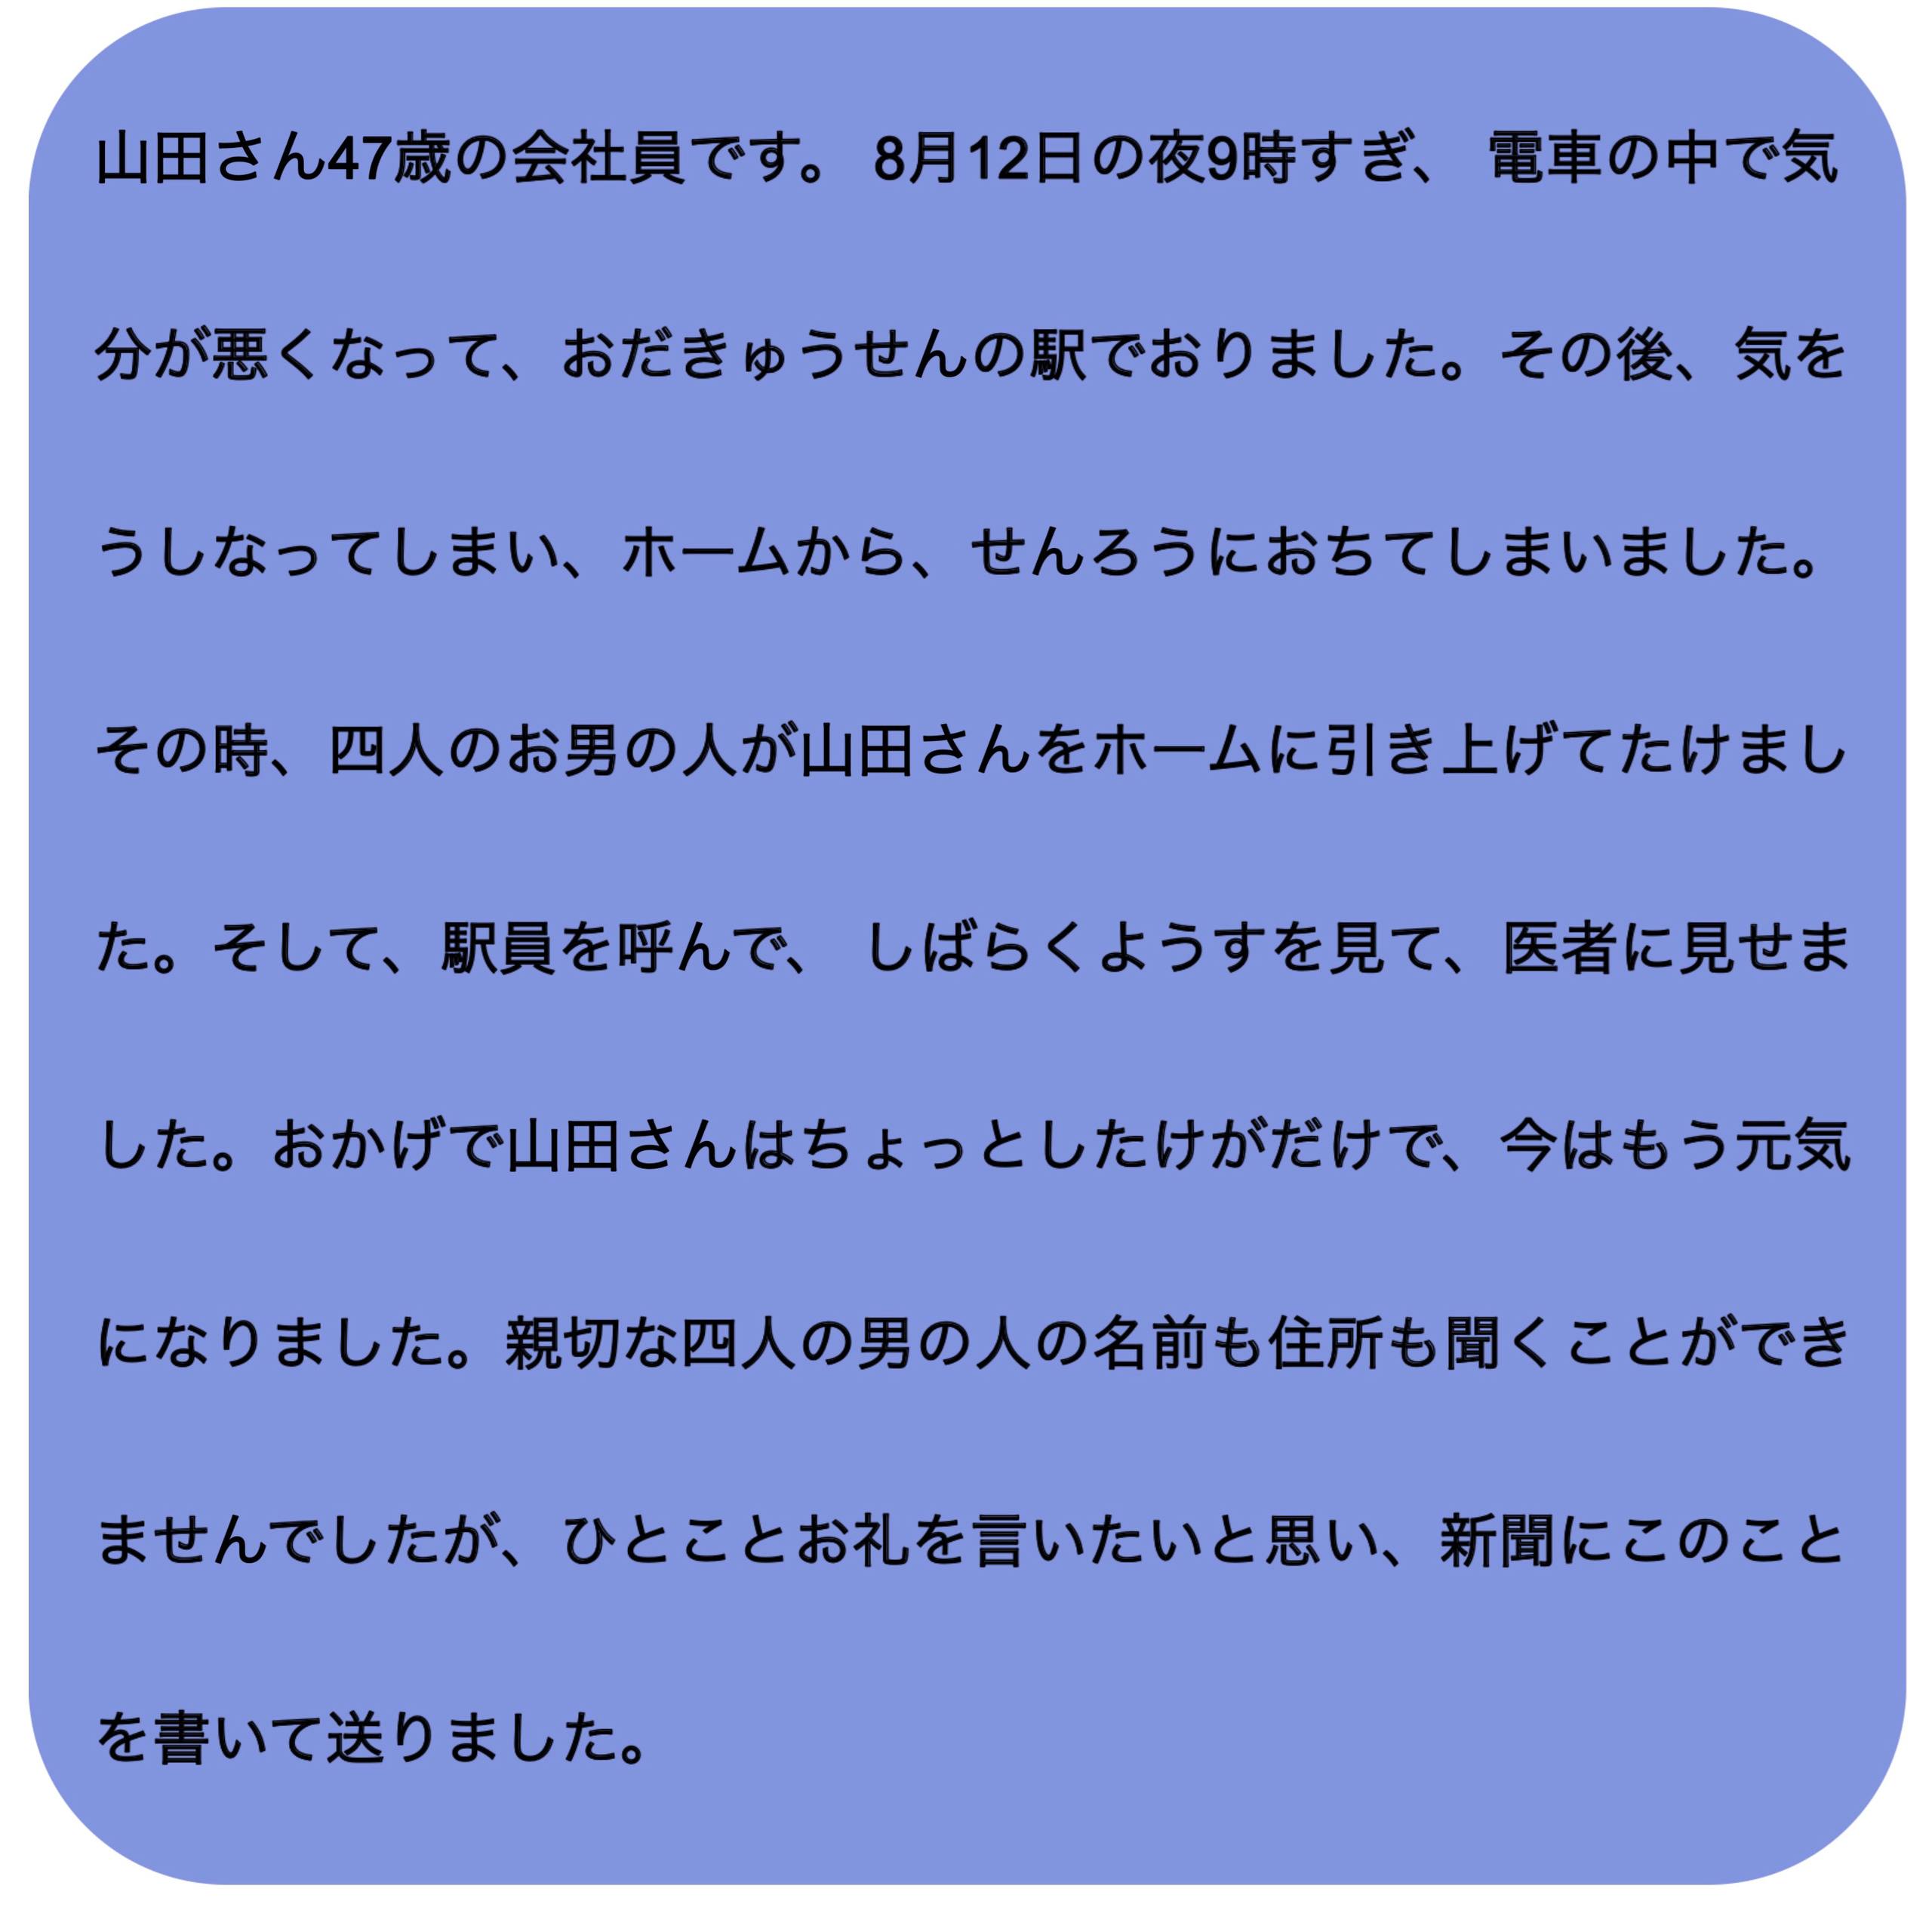 山田さん47歳の会社員です。 8月12日の夜9時すぎ、 電車の中で気
分が悪くなって、 おだきゅうせんの駅でおりました。その後、気を
うしなってしまい、ホームから、せんろうにおちてしまいました。
その時、 四人のお男の人が山田さんをホームに引き上げてたけまし
た。そして、駅員を呼んで、 しばらくようすを見て、医者に見せま
した。おかげで山田さんはちょっとしたけがだけで、今はもう元気
になりました。親切な四人の男の人の名前も住所も聞くことができ
ませんでしたが、ひとことお礼を言いたいと思い、新聞にこのこと
を書いて送りました。